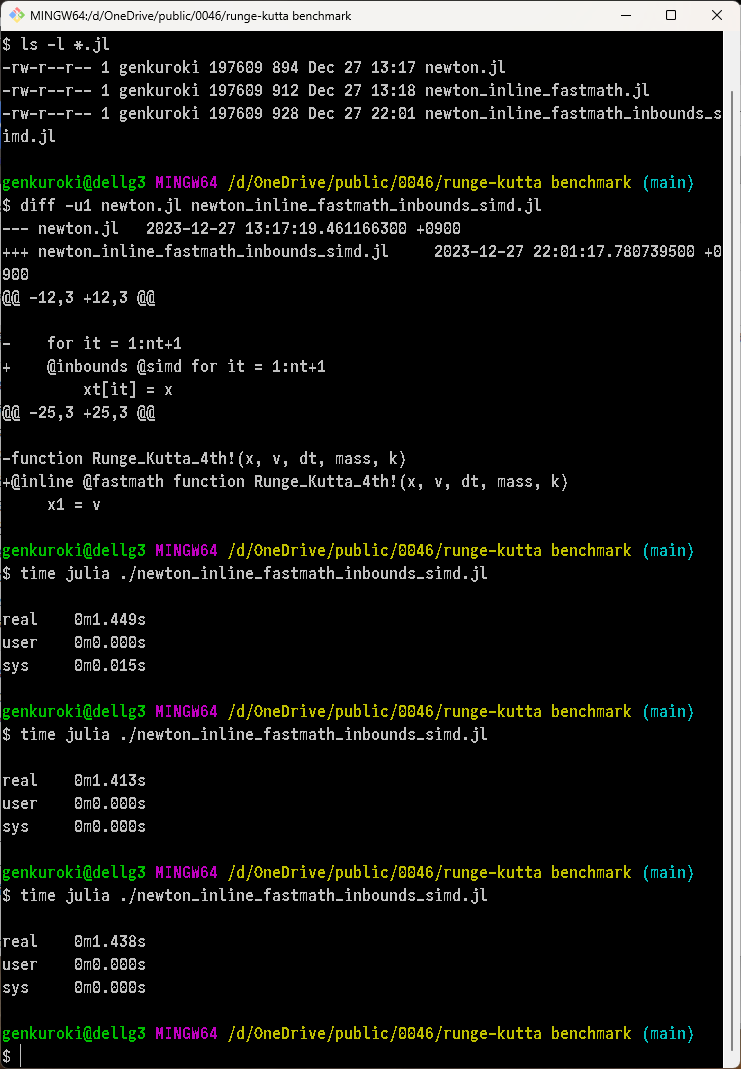 MINGW64:/d/OneDrive/public/0046/runge-kutta benchmark
$ ls -l *.jl
-rw-r--r-- 1 genkuroki 197609 894 Dec 27 13:17 newton.jl
-rw-r--r-- 1 genkuroki 197609 912 Dec 27 13:18 newton_inline_fastmath.jl
-rw-r--r-- 1 genkuroki 197609 928 Dec 27 22:01 newton_inline_fastmath_inbounds_s
imd.jl
genkuroki@dellg3 MINGW64 /d/OneDrive/public/0046/runge-kutta benchmark (main)
$ diff -u1 newton.jl newton_inline_fastmath_inbounds_simd.jl
--- newton.jl   2023-12-27 13:17:19.461166300 +0900
+++ newton_inline_fastmath_inbounds_simd.jl     2023-12-27 22:01:17.780739500 +0
900
@@ -12,3 +12,3 @@
-    for it = 1:nt+1
+    @inbounds @simd for it = 1:nt+1
         xt[it] = x
@@ -25,3 +25,3 @@
-function Runge_Kutta_4th!(x, v, dt, mass, k)
+@inline @fastmath function Runge_Kutta_4th!(x, v, dt, mass, k)
     x1 = v
genkuroki@dellg3 MINGW64 /d/OneDrive/public/0046/runge-kutta benchmark (main)
$ time julia ./newton_inline_fastmath_inbounds_simd.jl
real    0m1.449s
user    0m0.000s
sys     0m0.015s
genkuroki@dellg3 MINGW64 /d/OneDrive/public/0046/runge-kutta benchmark (main)
$ time julia ./newton_inline_fastmath_inbounds_simd.jl
real    0m1.413s
user    0m0.000s
sys     0m0.000s
genkuroki@dellg3 MINGW64 /d/OneDrive/public/0046/runge-kutta benchmark (main)
$ time julia ./newton_inline_fastmath_inbounds_simd.jl
real    0m1.438s
user    0m0.000s
sys     0m0.000s
genkuroki@dellg3 MINGW64 /d/OneDrive/public/0046/runge-kutta benchmark (main)
$